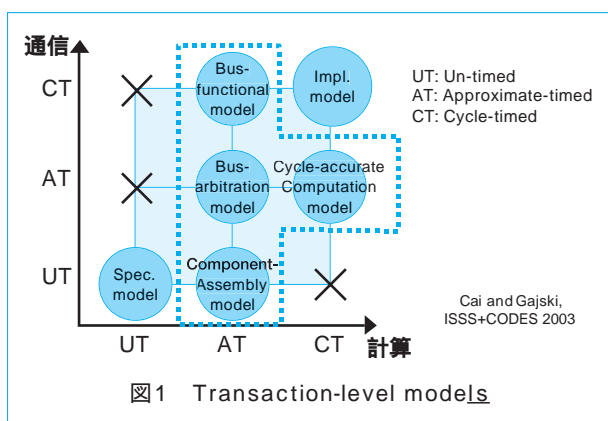 通信
CT
Bus-
functional
model
Impl.
model
UT: Un-timed
AT: Approximate-timed
CT: Cycle-timed
AT
Bus-
arbitration
model
Cycle-accurate
Computation
model
UT
Spec.
model
Component-
Assembly
model
Cai and Gajski,
ISSS+CODES 2003
UT
AT
CT
計算
図1 Transaction-level models